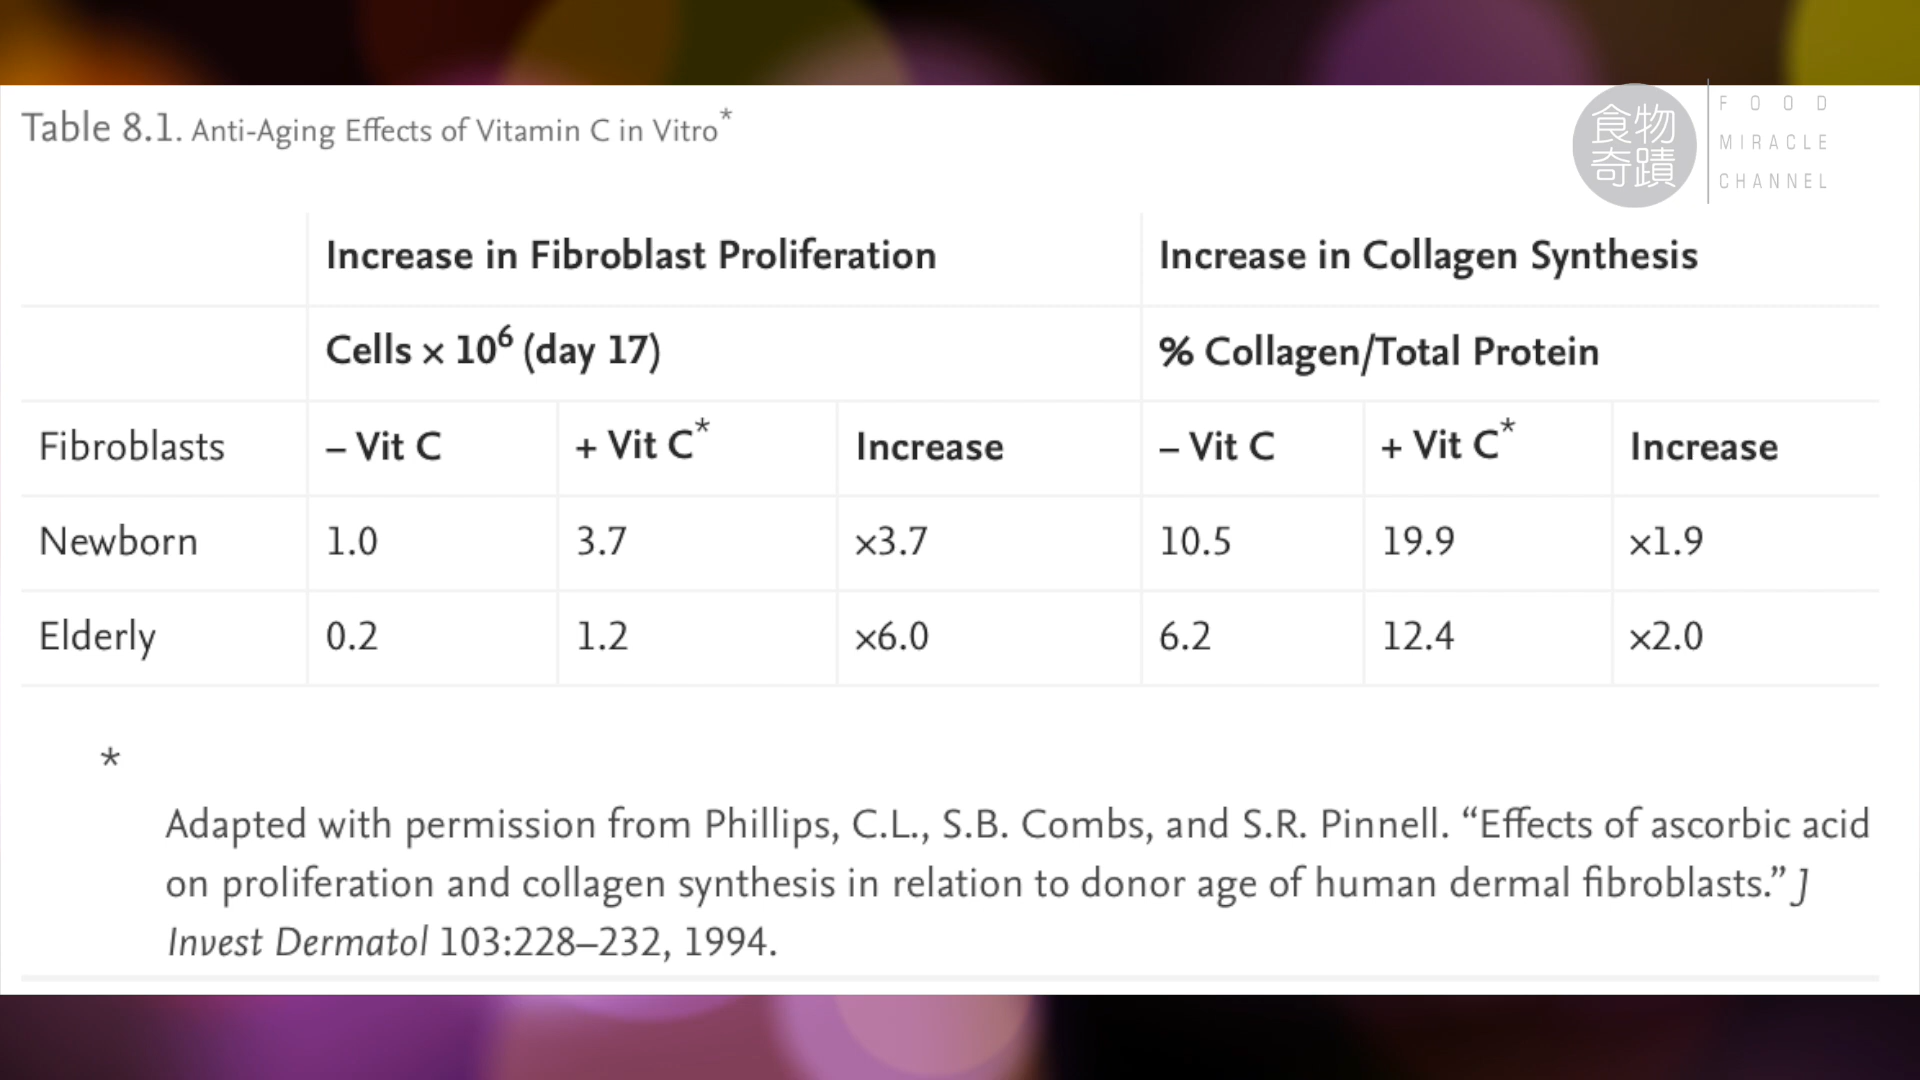 Table 8.1. Anti-Aging Effects of Vitamin C in Vitro*
食物
奇蹟
FOOD
MIRACLE
CHANNEL
Increase in Fibroblast Proliferation Increase in Collagen Synthesis
Cells × 10⁶ (day 17) % Collagen/Total Protein
Fibroblasts – Vit C + Vit C* Increase – Vit C + Vit C* Increase
Newborn 1.0 3.7 ×3.7 10.5 19.9 ×1.9
Elderly 0.2 1.2 ×6.0 6.2 12.4 ×2.0
*
Adapted with permission from Phillips, C.L., S.B. Combs, and S.R. Pinnell. “Effects of ascorbic acid
on proliferation and collagen synthesis in relation to donor age of human dermal fibroblasts.” J
Invest Dermatol 103:228–232, 1994.